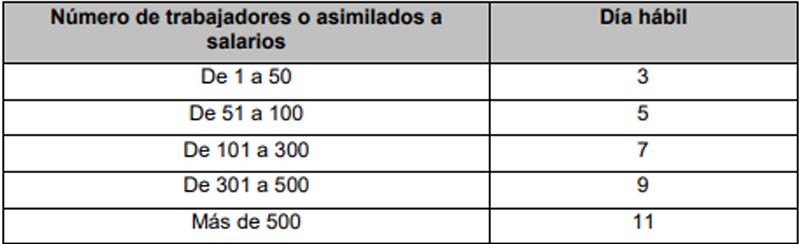 Número de trabajadores o asimilados a
salarios
Día hábil
De 1 a 50 3
De 51 a 100 5
De 101 a 300 7
De 301 a 500 9
Más de 500 11